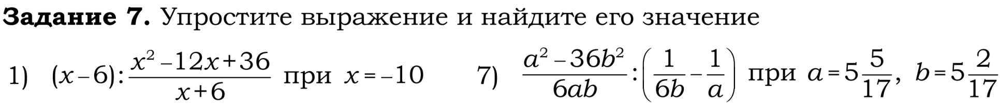 Задание 7. Упростите выражение и найдите его значение
1) (x−6):\frac{x^2−12x+36}{x+6} при x=−10 7) \frac{a^2−36b^2}{6ab}:\left(\frac{1}{6b}−\frac{1}{a}\right) при a=5\frac{5}{17}, b=5\frac{2}{17}